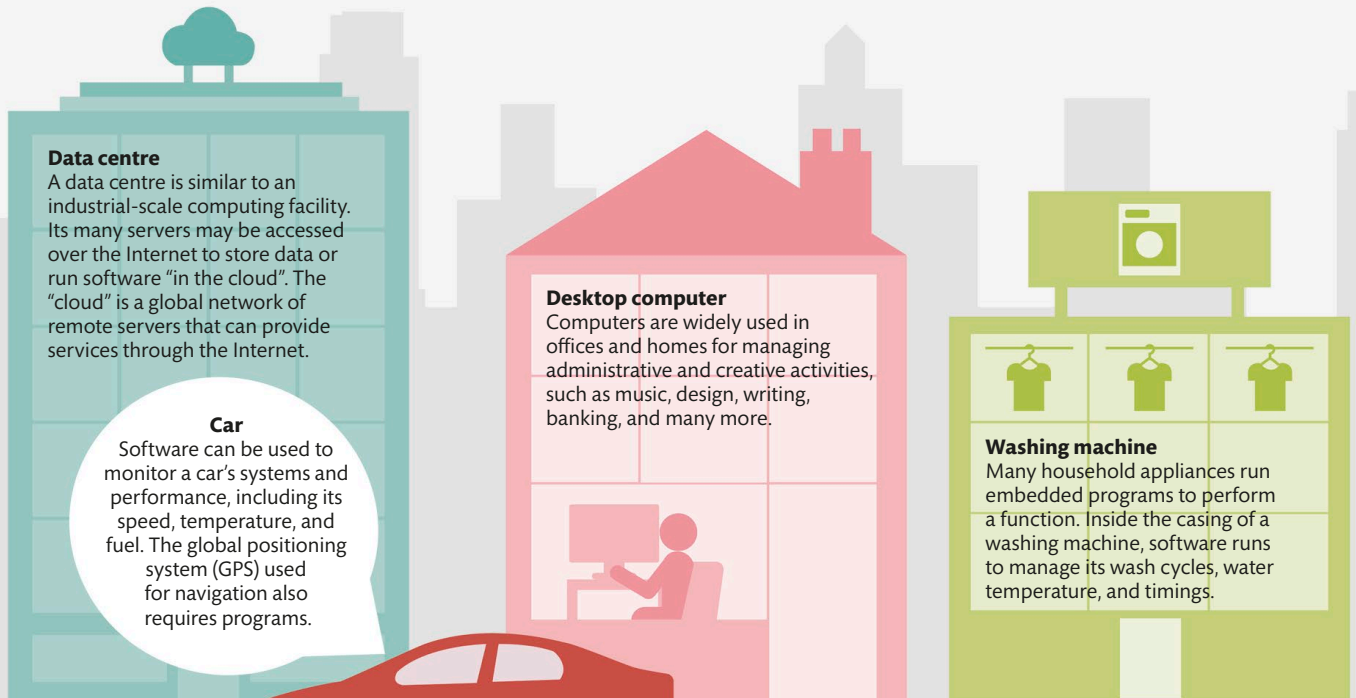 Data centre
A data centre is similar to an
industrial-scale computing facility.
Its many servers may be accessed
over the Internet to store data or
run software “in the cloud”. The
“cloud” is a global network of
remote servers that can provide
services through the Internet.
Car
Software can be used to
monitor a car’s systems and
performance, including its
speed, temperature, and
fuel. The global positioning
system (GPS) used
for navigation also
requires programs.
Desktop computer
Computers are widely used in
offices and homes for managing
administrative and creative activities,
such as music, design, writing,
banking, and many more.
Washing machine
Many household appliances run
embedded programs to perform
a function. Inside the casing of a
washing machine, software runs
to manage its wash cycles, water
temperature, and timings.